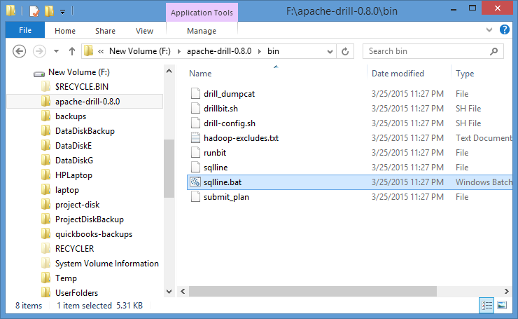 Application Tools
F:\apache-drill-0.8.0\bin
File
Home
Share
View
Manage
« New Volume (F:) ▸ apache-drill-0.8.0 ▸ bin
Search bin
New Volume (F:)
$RECYCLE.BIN
apache-drill-0.8.0
backups
DataDiskBackup
DataDiskE
DataDiskG
HPLaptop
laptop
project-disk
ProjectDiskBackup
quickbooks-backups
RECYCLER
System Volume Information
Temp
UserFolders
Name Date modified Type
drill_dumpcat 3/25/2015 11:27 PM File
drillbit.sh 3/25/2015 11:27 PM SH File
drill-config.sh 3/25/2015 11:27 PM SH File
hadoop-excludes.txt 3/25/2015 11:27 PM Text Document
runbit 3/25/2015 11:27 PM File
sqlline 3/25/2015 11:27 PM File
sqlline.bat 3/25/2015 11:27 PM Windows Batch
submit_plan 3/25/2015 11:27 PM File
8 items 1 item selected 5.31 KB